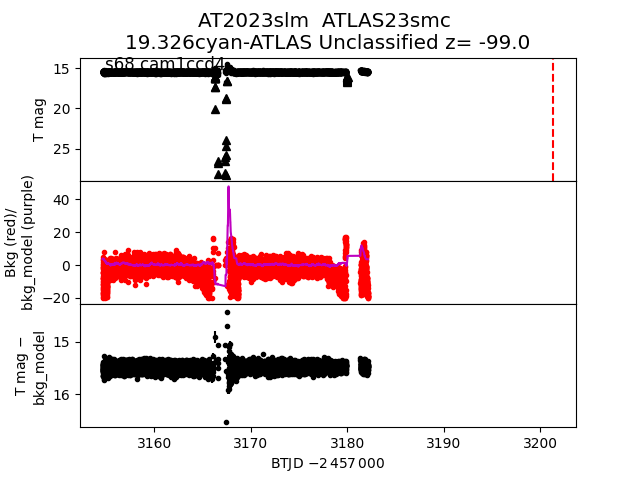 AT2023slm  ATLAS23smc
19.326cyan-ATLAS Unclassified z= -99.0
s68 cam1ccd4
15
20
25
T mag
40
20
0
−20
Bkg (red)/
bkg_model (purple)
15
16
T mag −
bkg_model
3160
3170
3180
3190
3200
BTJD −2 457 000